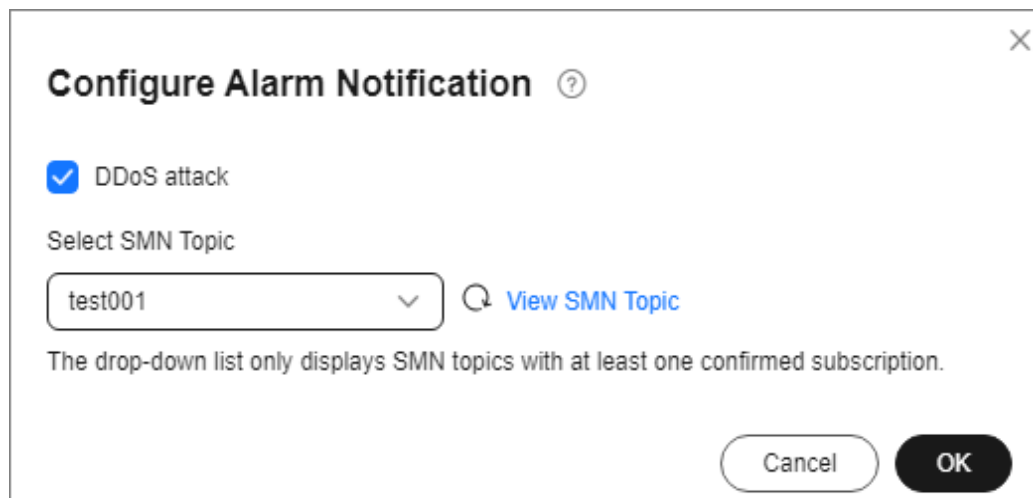 Configure Alarm Notification ?
DDoS attack
Select SMN Topic
test001 View SMN Topic
The drop-down list only displays SMN topics with at least one confirmed subscription.
Cancel OK